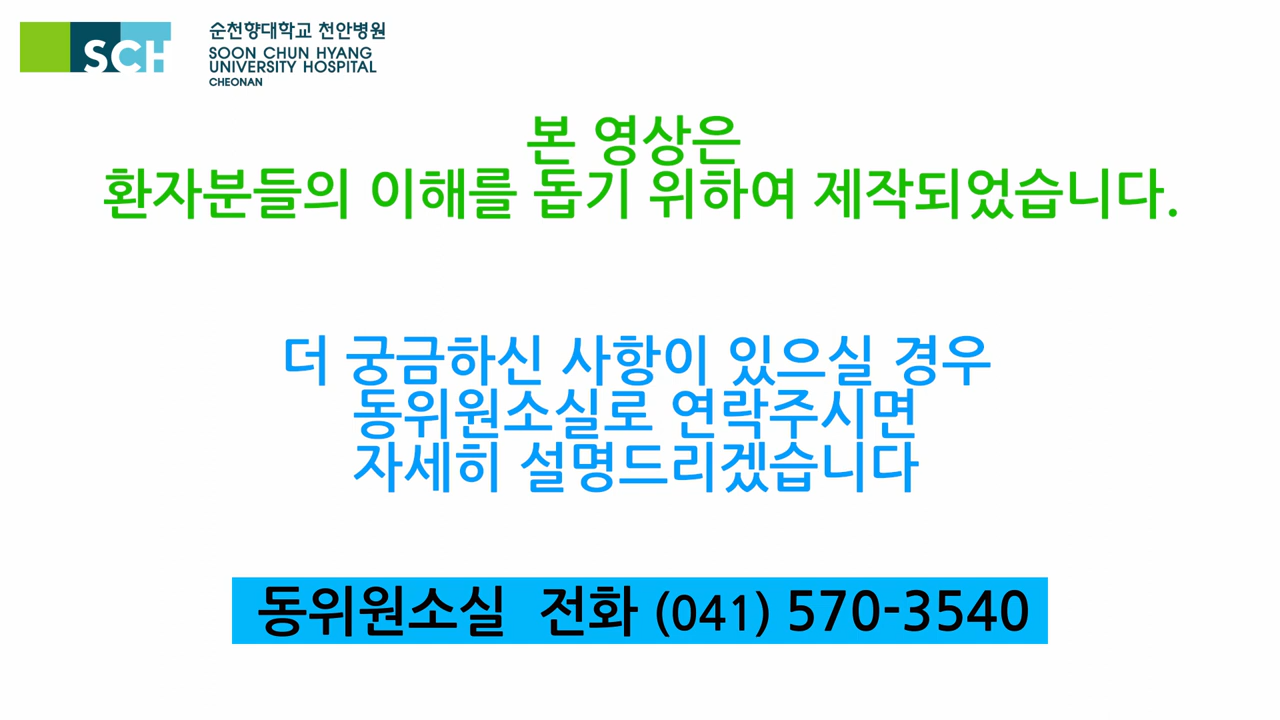 SCH
순천향대학교 천안병원
SOON CHUN HYANG
UNIVERSITY HOSPITAL
CHEONAN
본 영상은
환자분들의 이해를 돕기 위하여 제작되었습니다.
더 궁금하신 사항이 있으실 경우
동위원소실로 연락주시면
자세히 설명드리겠습니다
동위원소실 전화 (041) 570-3540